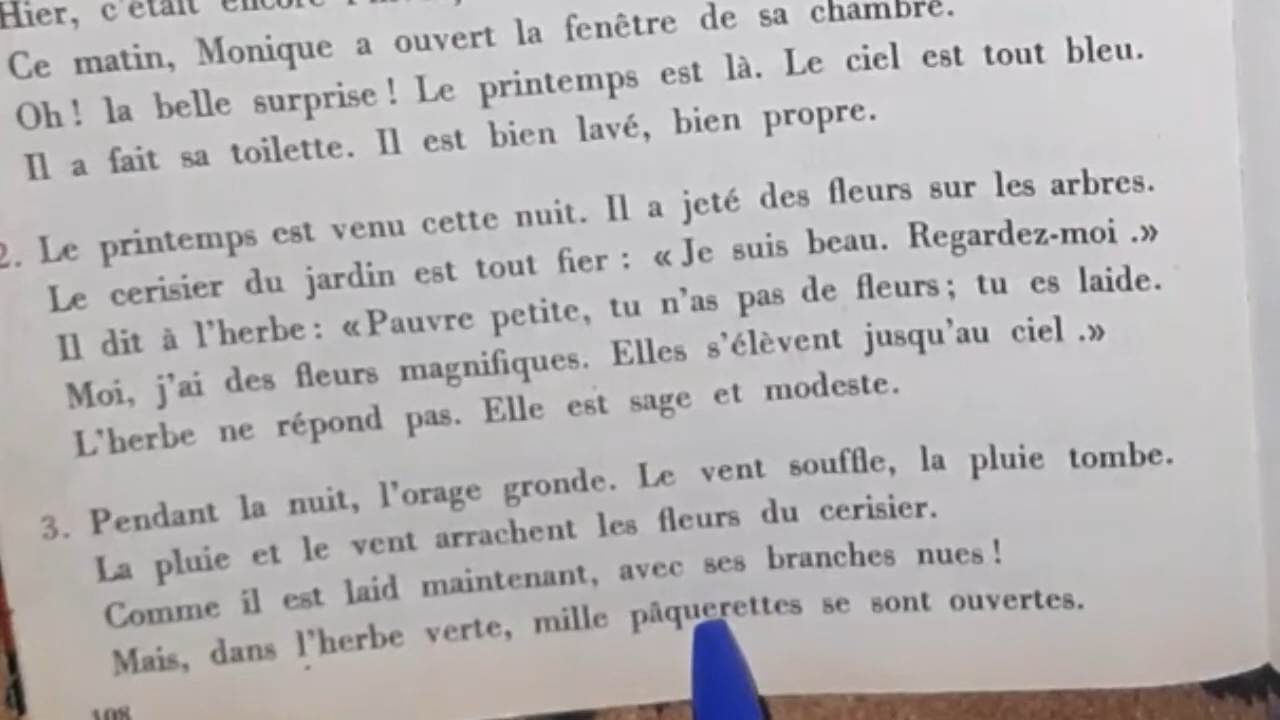 Hier, c'était encore
Ce matin, Monique a ouvert la fenêtre de sa chambre.
Oh! la belle surprise! Le printemps est là. Le ciel est tout bleu.
Il a fait sa toilette. Il est bien lavé, bien propre.
2. Le printemps est venu cette nuit. Il a jeté des fleurs sur les arbres.
Le cerisier du jardin est tout fier : « Je suis beau. Regardez-moi .»
Il dit à l'herbe : « Pauvre petite, tu n'as pas de fleurs ; tu es laide.
Moi, j'ai des fleurs magnifiques. Elles s'élèvent jusqu'au ciel .»
L'herbe ne répond pas. Elle est sage et modeste.
3. Pendant la nuit, l'orage gronde. Le vent souffle, la pluie tombe.
La pluie et le vent arrachent les fleurs du cerisier.
Comme il est laid maintenant, avec ses branches nues !
Mais, dans l'herbe verte, mille pâquerettes se sont ouvertes.
108